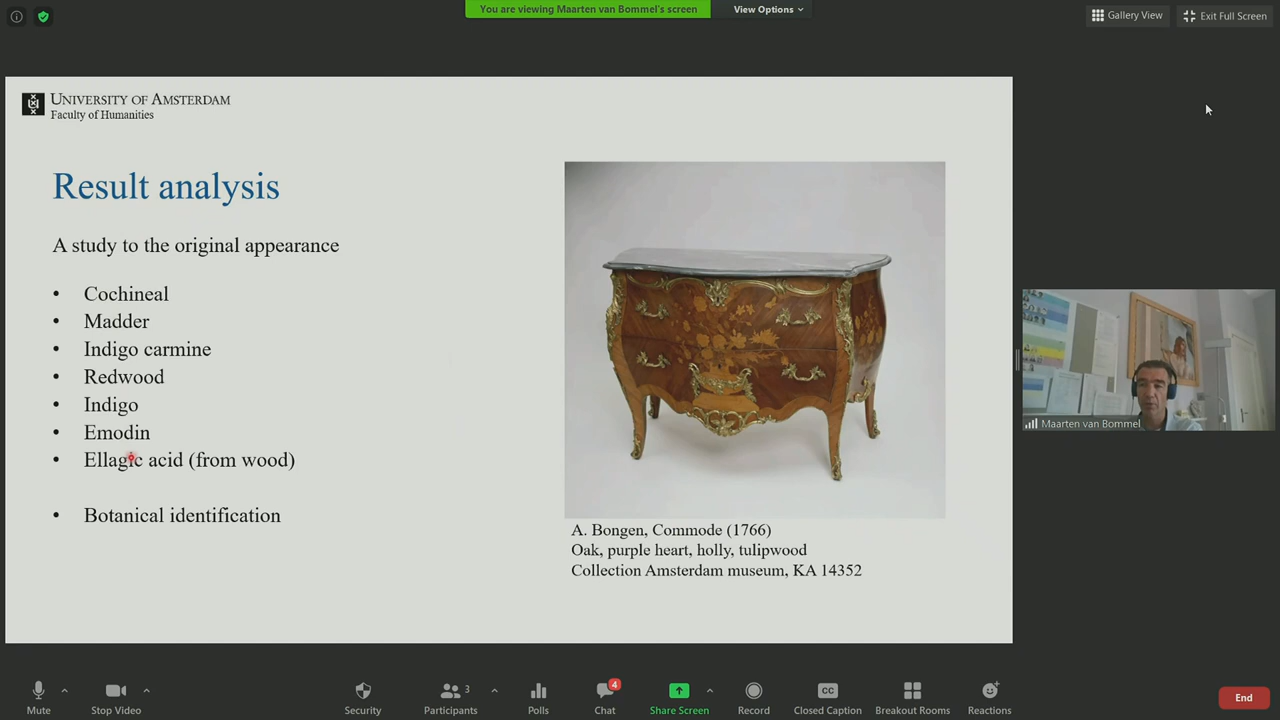 You are viewing Maarten van Bommel's screen
View Options
Gallery View
Exit Full Screen
UNIVERSITY OF AMSTERDAM
Faculty of Humanities
Result analysis
A study to the original appearance
• Cochineal
• Madder
• Indigo carmine
• Redwood
• Indigo
• Emodin
• Ellagic acid (from wood)
• Botanical identification
A. Bongen, Commode (1766)
Oak, purple heart, holly, tulipwood
Collection Amsterdam museum, KA 14352
Maarten van Bommel
Mute
Stop Video
Security
Participants 3
Polls
Chat 4
Share Screen
Record
CC Closed Caption
Breakout Rooms
Reactions
End